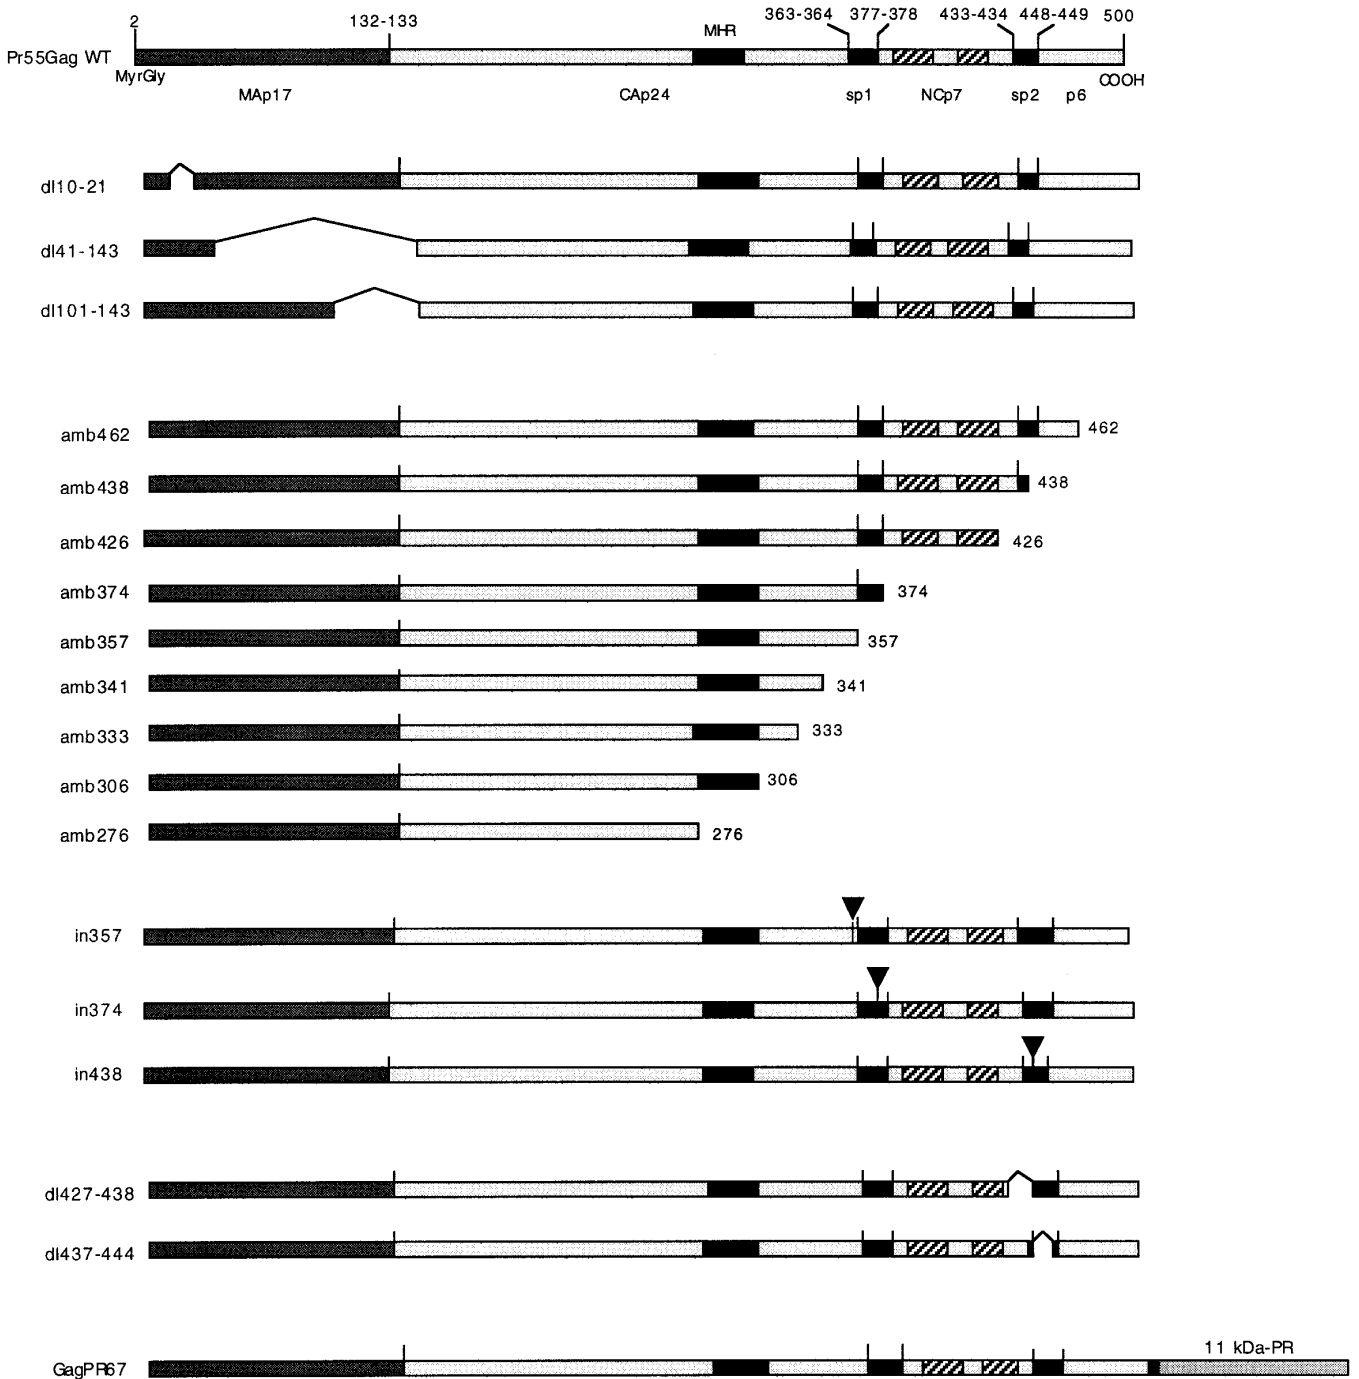 2 132-133 MHR 363-364 377-378 433-434 448-449 500
Pr55Gag WT
MyrGly COOH
MAp17 CAp24 sp1 NCp7 sp2 p6
dl10-21
dl41-143
dl101-143
amb462 462
amb438 438
amb426 426
amb374 374
amb357 357
amb341 341
amb333 333
amb306 306
amb276 276
in357
in374
in438
dl427-438
dl437-444
11 kDa-PR
GagPR67